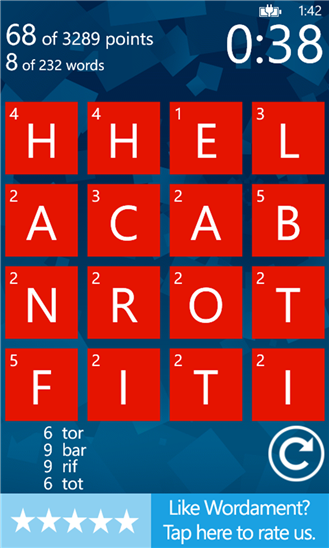 1:42
68 of 3289 points
0:38
8 of 232 words
4 4 1 3
H H E L
2 3 2 5
A C A B
2 2 2 2
N R O T
5 2 2 2
F I T I
6 tor
9 bar
9 rif
6 tot
Like Wordament?
Tap here to rate us.